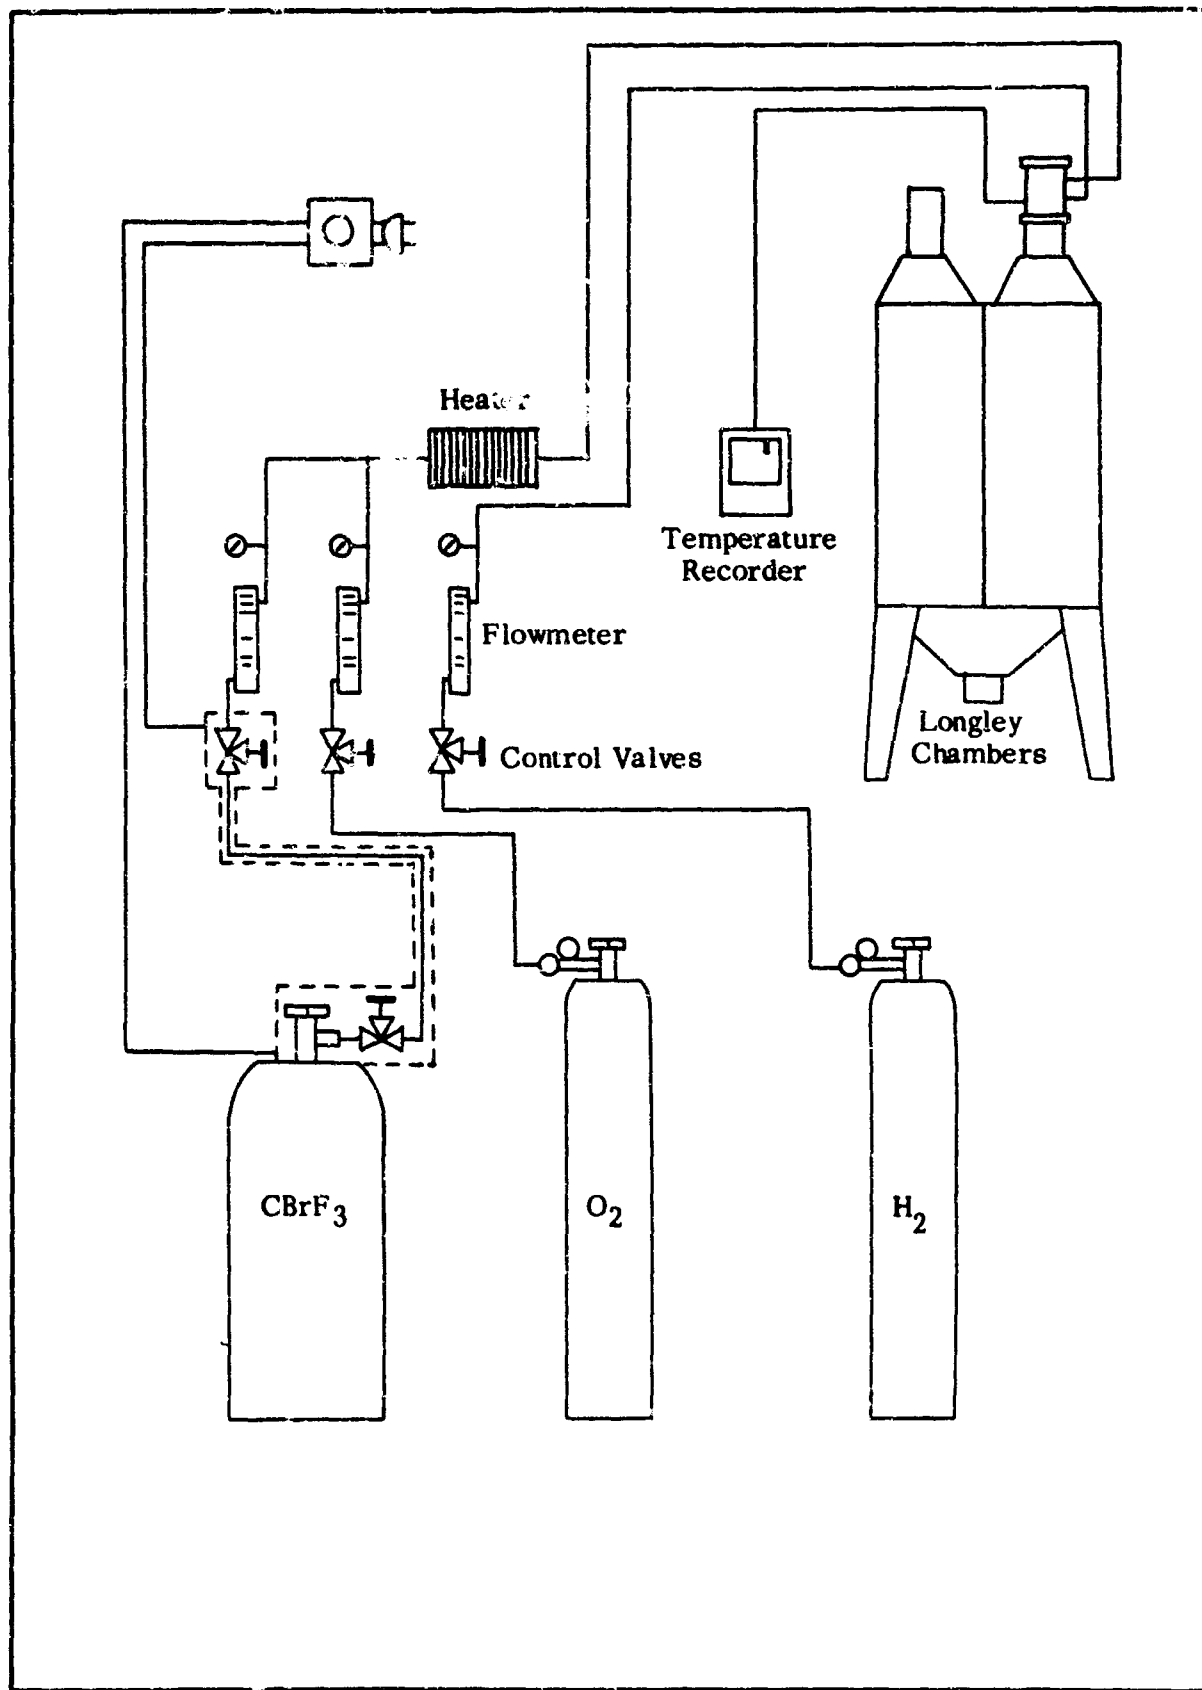 Heater
Temperature
Recorder
Flowmeter
Longley
Chambers
Control Valves
CBrF3
O2
H2